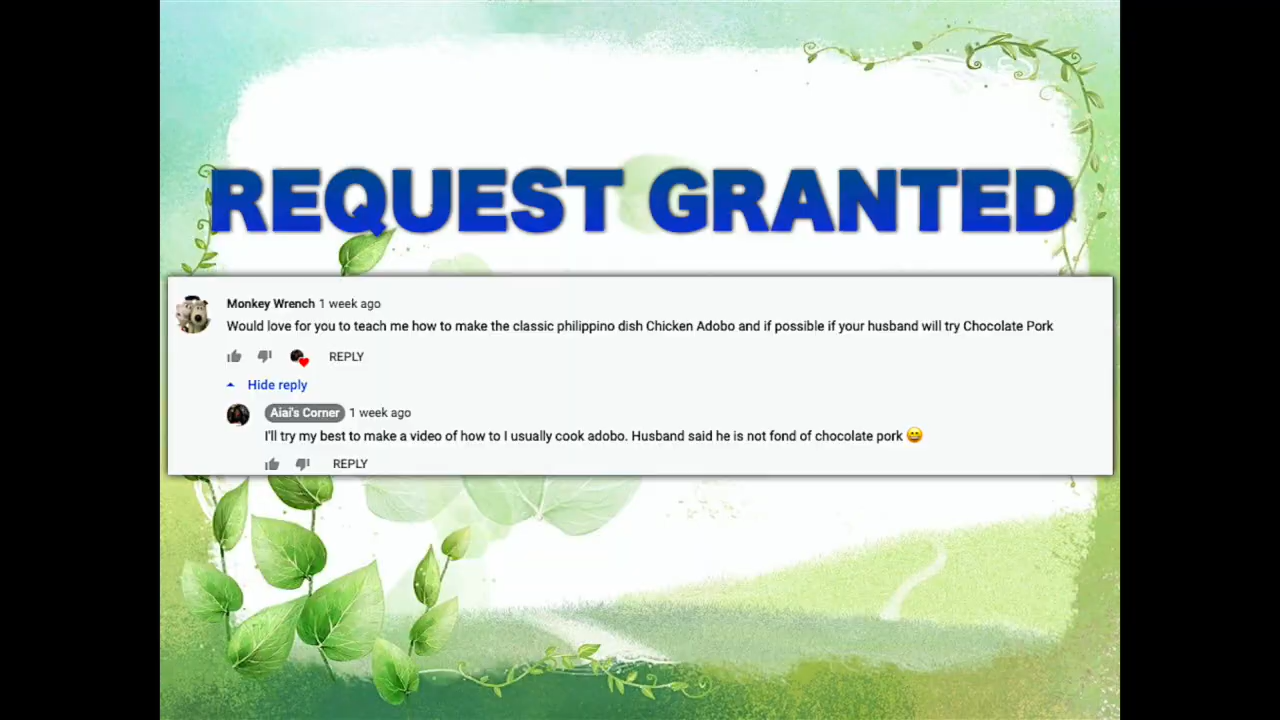 REQUEST GRANTED
Monkey Wrench 1 week ago
Would love for you to teach me how to make the classic philippino dish Chicken Adobo and if possible if your husband will try Chocolate Pork
REPLY
Hide reply
Aiai's Corner 1 week ago
I'll try my best to make a video of how to I usually cook adobo. Husband said he is not fond of chocolate pork 😄
REPLY